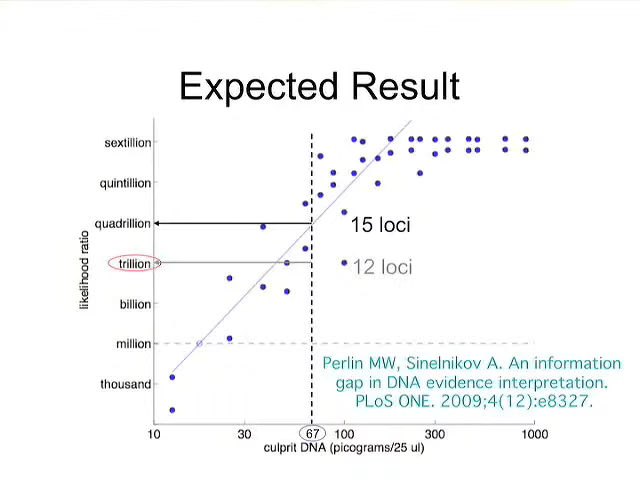 Expected Result
sextillion
quintillion
quadrillion
15 loci
trillion
12 loci
billion
million
thousand
likelihood ratio
Perlin MW, Sinelnikov A. An information
gap in DNA evidence interpretation.
PLoS ONE. 2009;4(12):e8327.
10 30 67 100 300 1000
culprit DNA (picograms/25 ul)